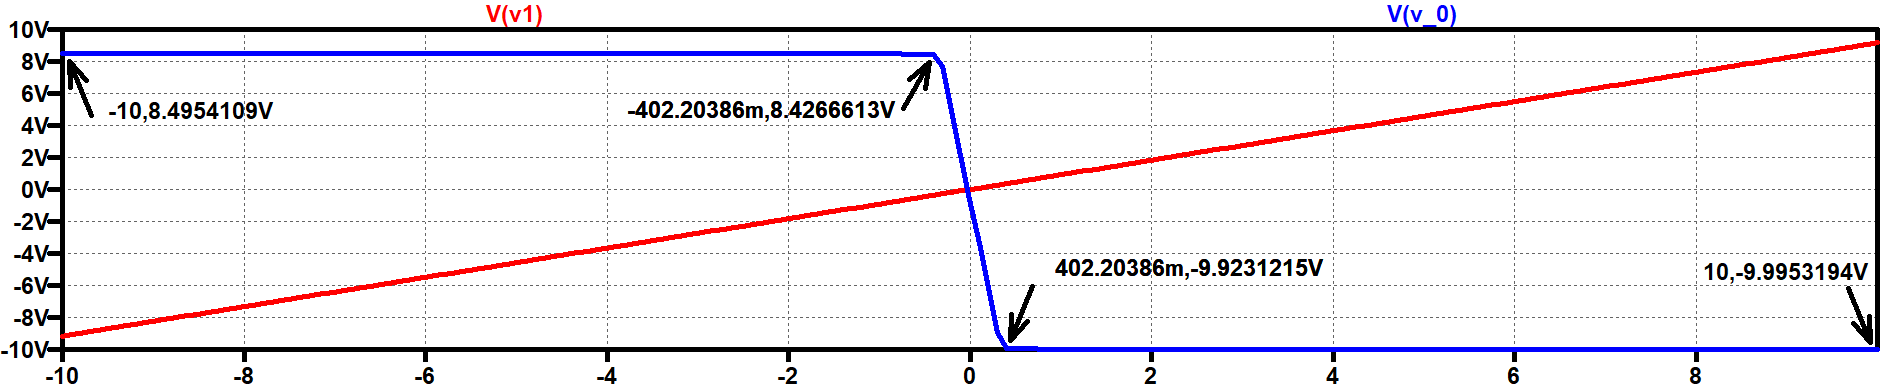 V(v1)
V(v_0)
10V
8V
6V
4V
2V
0V
-2V
-4V
-6V
-8V
-10V
-10,8.4954109V
-402.20386m,8.4266613V
402.20386m,-9.9231215V
10,-9.9953194V
-10
-8
-6
-4
-2
0
2
4
6
8